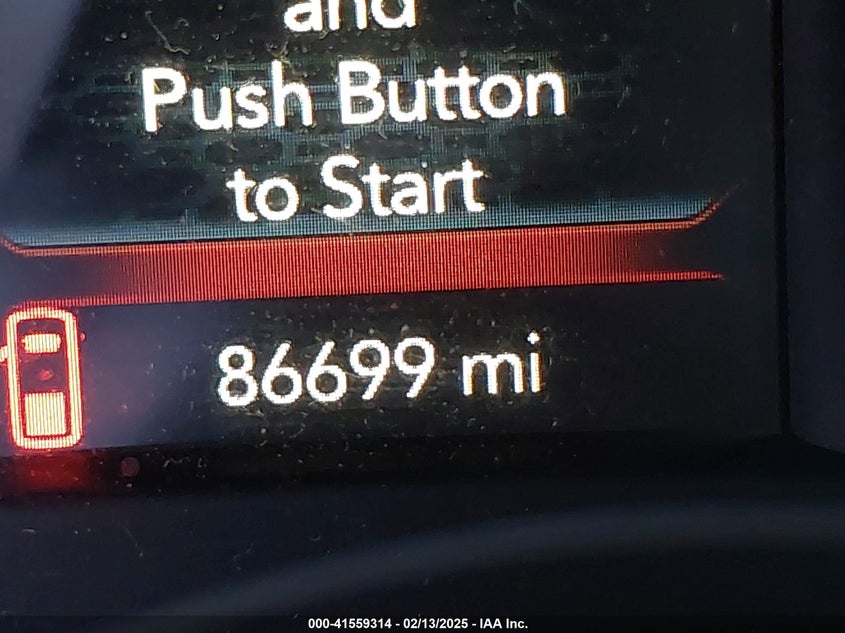 and
Push Button
to Start
86699 mi
000-41559314 - 02/13/2025 - IAA Inc.